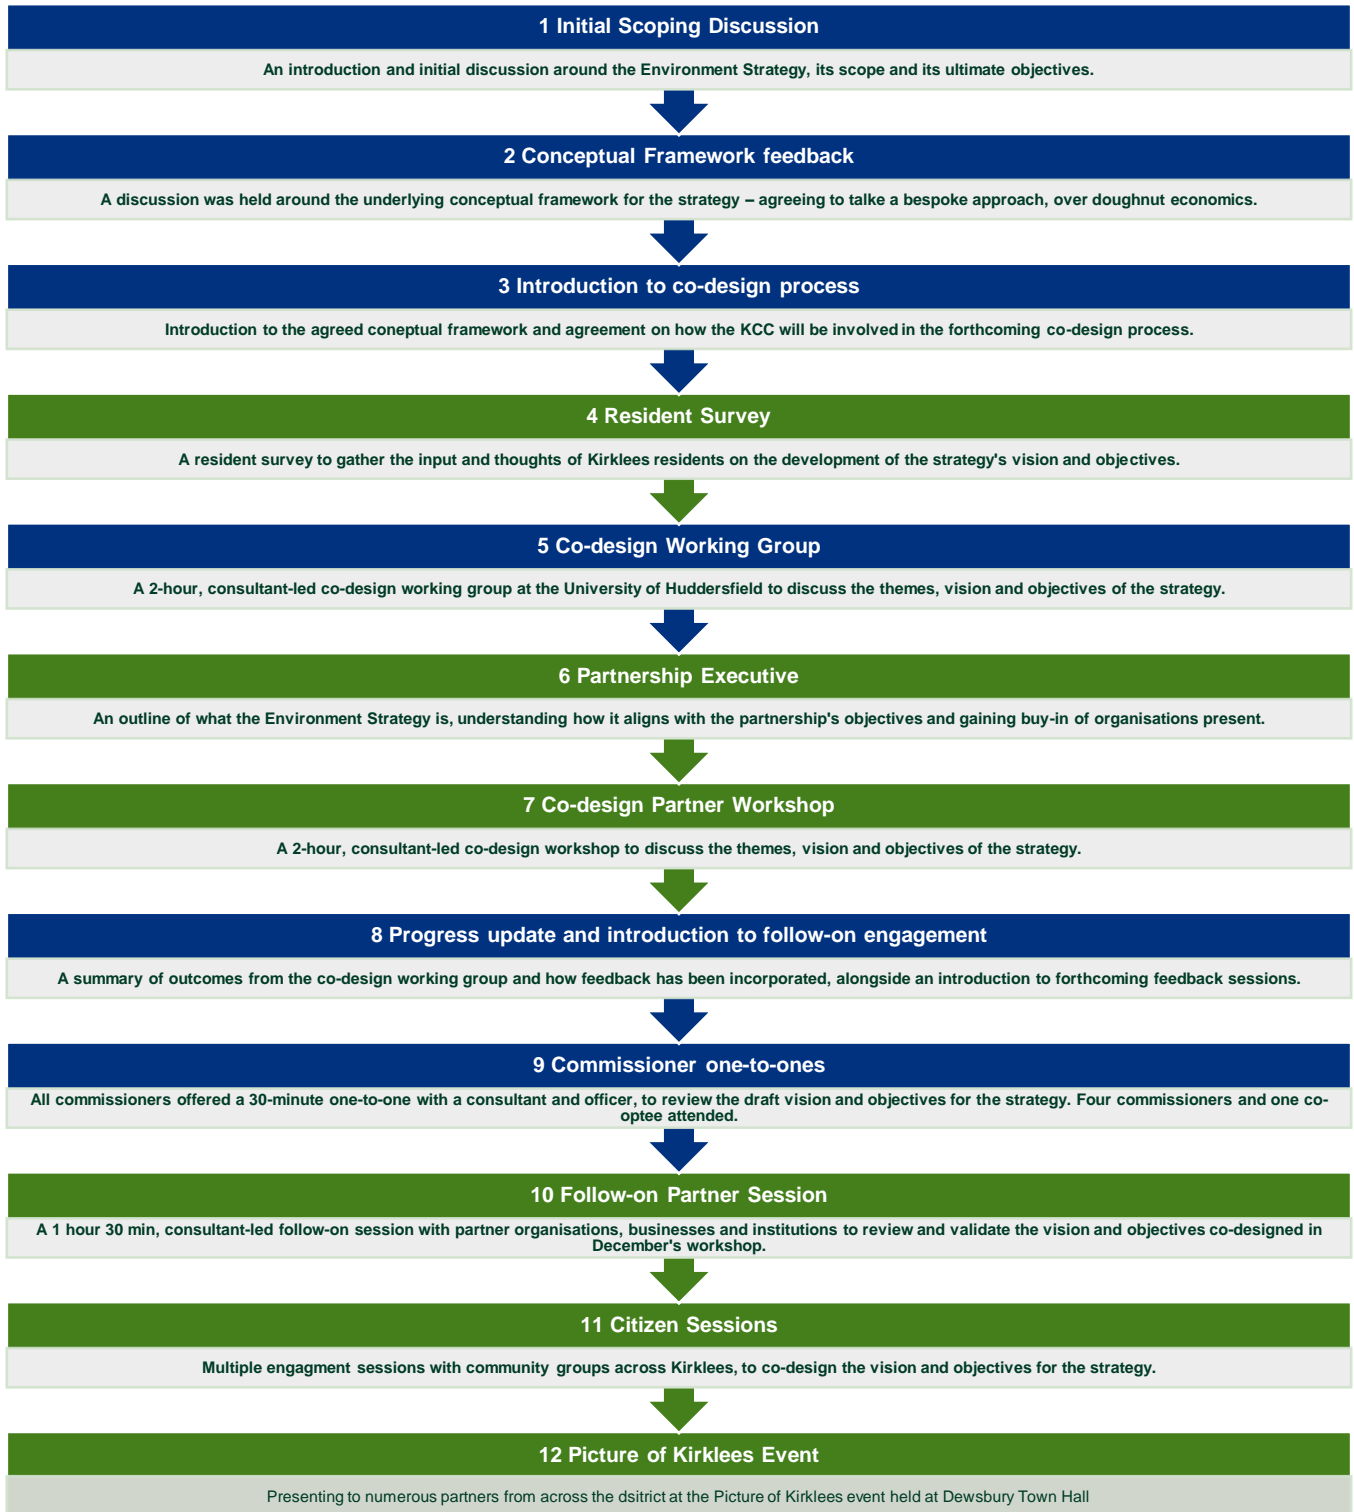 1 Initial Scoping Discussion
An introduction and initial discussion around the Environment Strategy, its scope and its ultimate objectives.
2 Conceptual Framework feedback
A discussion was held around the underlying conceptual framework for the strategy – agreeing to talke a bespoke approach, over doughnut economics.
3 Introduction to co-design process
Introduction to the agreed coneptual framework and agreement on how the KCC will be involved in the forthcoming co-design process.
4 Resident Survey
A resident survey to gather the input and thoughts of Kirklees residents on the development of the strategy's vision and objectives.
5 Co-design Working Group
A 2-hour, consultant-led co-design working group at the University of Huddersfield to discuss the themes, vision and objectives of the strategy.
6 Partnership Executive
An outline of what the Environment Strategy is, understanding how it aligns with the partnership's objectives and gaining buy-in of organisations present.
7 Co-design Partner Workshop
A 2-hour, consultant-led co-design workshop to discuss the themes, vision and objectives of the strategy.
8 Progress update and introduction to follow-on engagement
A summary of outcomes from the co-design working group and how feedback has been incorporated, alongside an introduction to forthcoming feedback sessions.
9 Commissioner one-to-ones
All commissioners offered a 30-minute one-to-one with a consultant and officer, to review the draft vision and objectives for the strategy. Four commissioners and one co-
optee attended.
10 Follow-on Partner Session
A 1 hour 30 min, consultant-led follow-on session with partner organisations, businesses and institutions to review and validate the vision and objectives co-designed in
December's workshop.
11 Citizen Sessions
Multiple engagment sessions with community groups across Kirklees, to co-design the vision and objectives for the strategy.
12 Picture of Kirklees Event
Presenting to numerous partners from across the dsitrict at the Picture of Kirklees event held at Dewsbury Town Hall